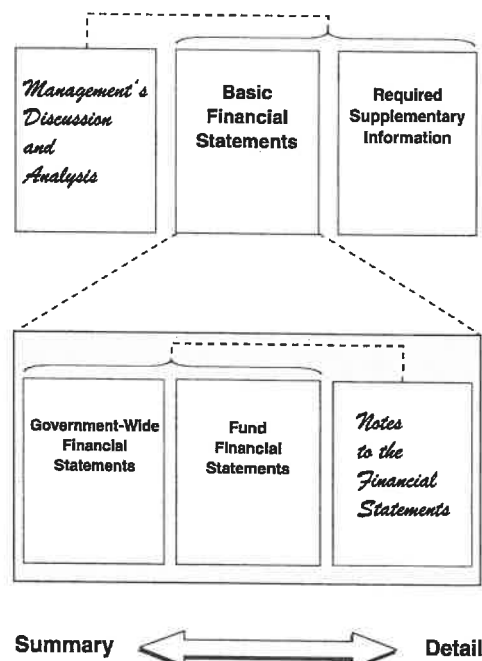 Management's
Discussion
and
Analysis
Basic
Financial
Statements
Required
Supplementary
Information
Government-Wide
Financial
Statements
Fund
Financial
Statements
Notes
to the
Financial
Statements
Summary
Detail